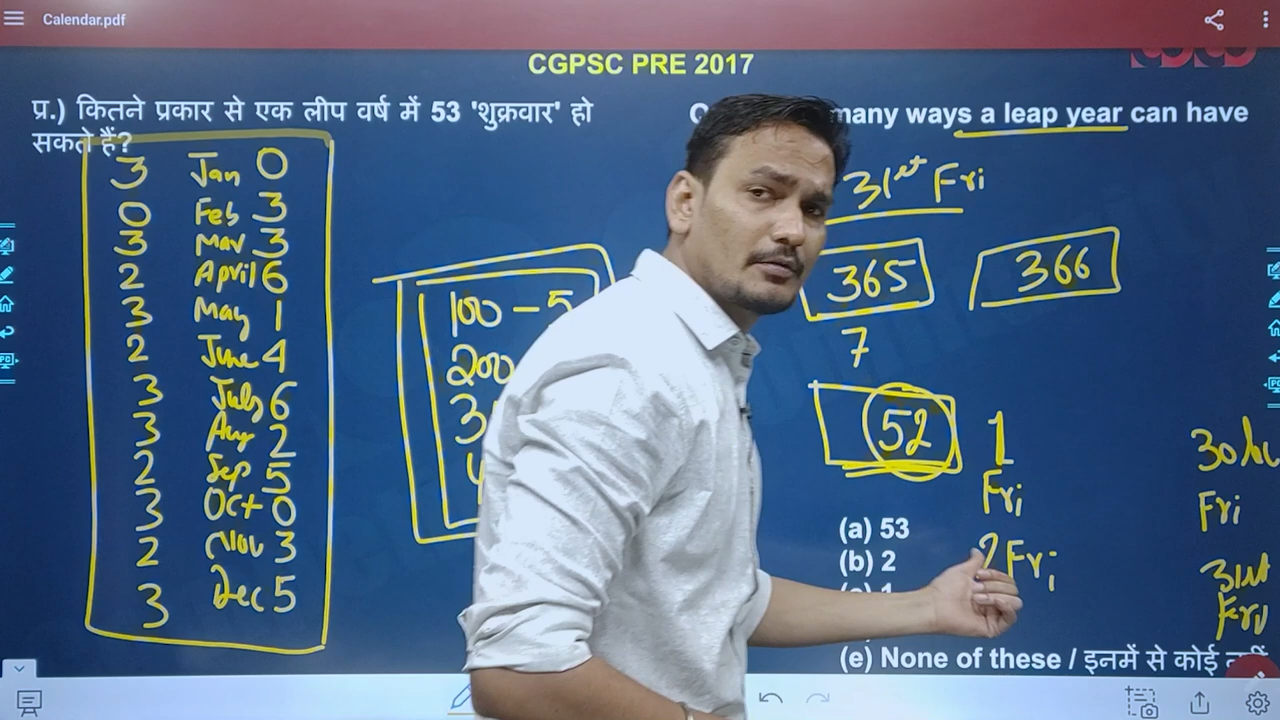 Calendar.pdf
CGPSC PRE 2017
प्र.) कितने प्रकार से एक लीप वर्ष में 53 'शुक्रवार' हो
सकते हैं?
many ways a leap year can have
3 Jan 0
0 Feb 3
3 Mar 3
2 April 6
3 May 1
2 June 4
3 July 6
3 Aug 2
2 Sep 5
3 Oct 0
2 Nov 3
3 Dec 5
100 - 5
200
31st Fri
365
366
7
52
1
Fri
2 Fri
30
Fri
31st
Fri
(a) 53
(b) 2
(e) None of these / इनमें से कोई